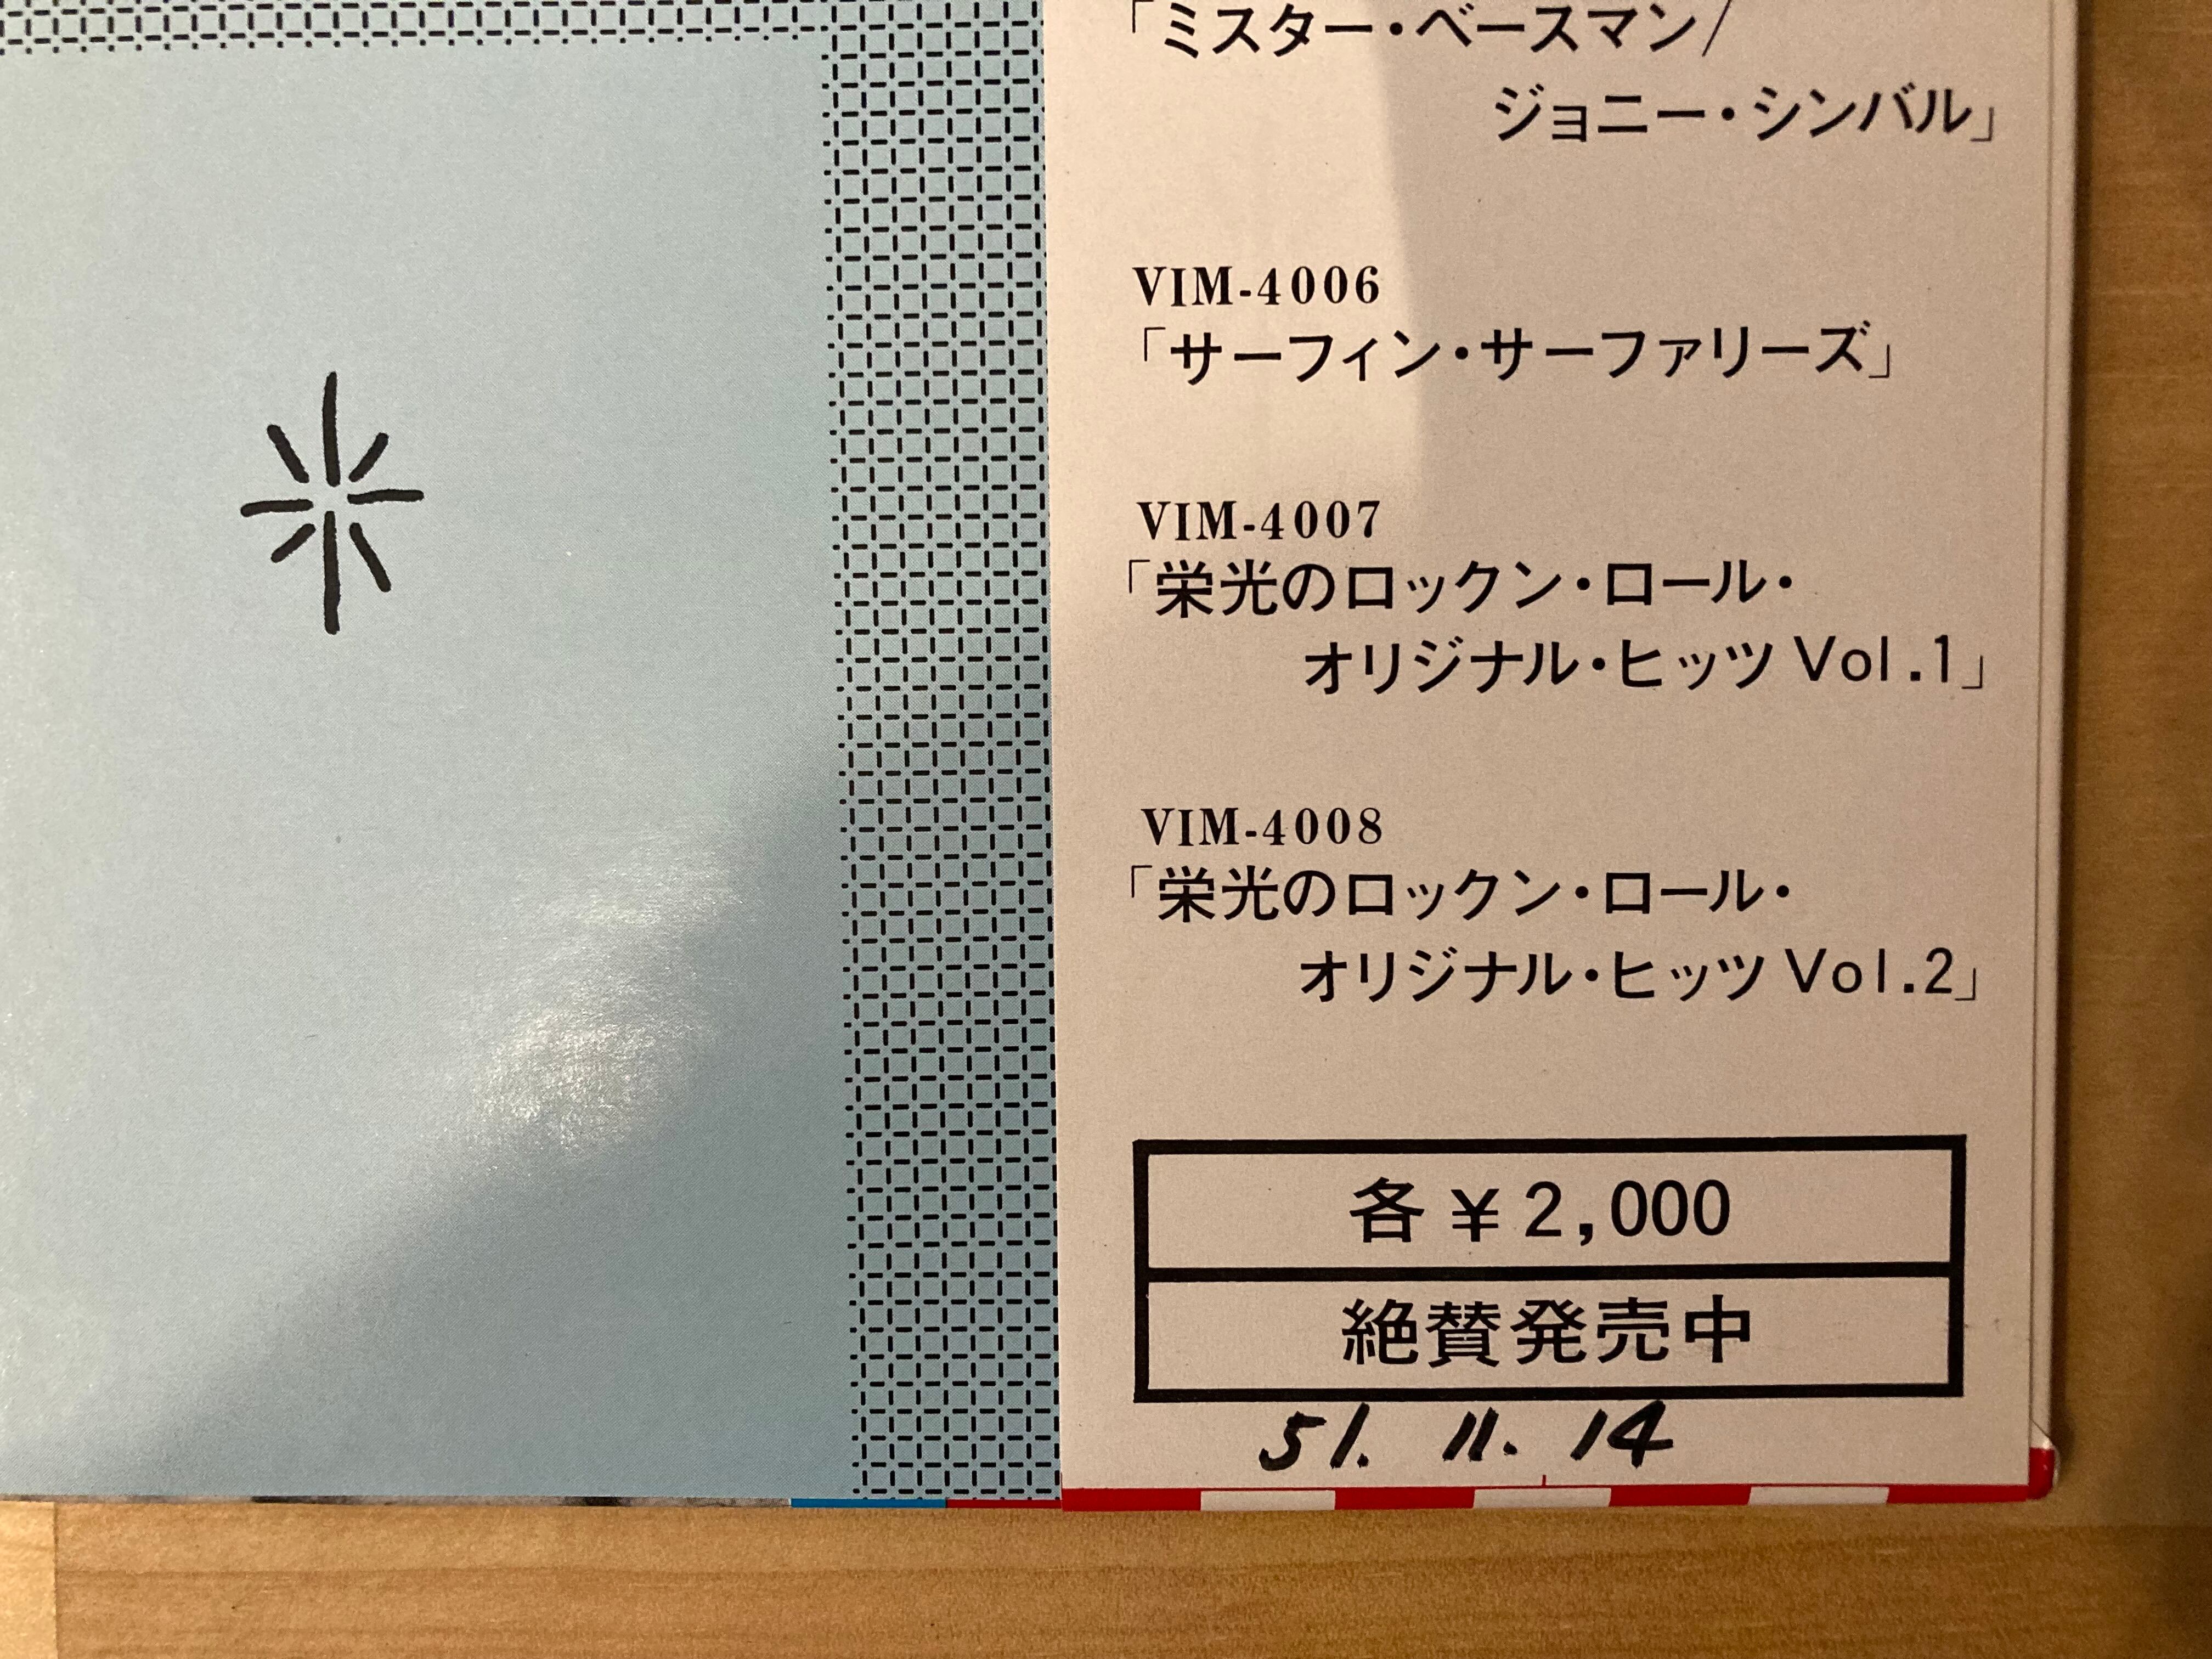 「ミスター・ベースマン/
ジョニー・シンバル」
VIM-4006
「サーフィン・サーファリーズ」
VIM-4007
「栄光のロックン・ロール・
オリジナル・ヒッツ Vol.1」
VIM-4008
「栄光のロックン・ロール・
オリジナル・ヒッツ Vol.2」
各¥2,000
絶賛発売中
51. 11. 14